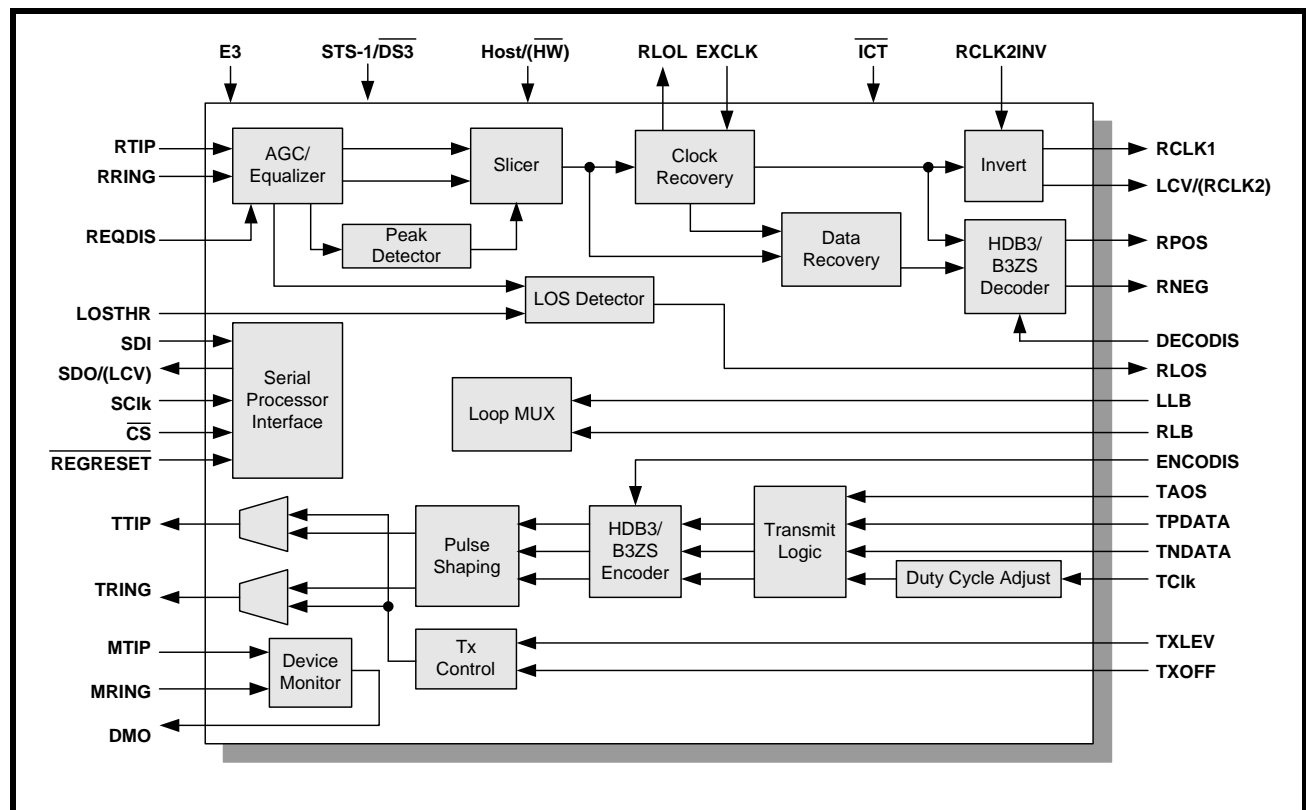 E3
STS-1/DS3
Host/(HW)
RLOL
EXCLK
ICT
RCLK2INV
RTIP
RRING
REQDIS
LOSTHR
SDI
SDO/(LCV)
SClk
CS
REGRESET
TTIP
TRING
MTIP
MRING
DMO
AGC/
Equalizer
Slicer
Clock
Recovery
Invert
Peak
Detector
Data
Recovery
HDB3/
B3ZS
Decoder
LOS Detector
Serial
Processor
Interface
Loop MUX
Pulse
Shaping
HDB3/
B3ZS
Encoder
Transmit
Logic
Duty Cycle Adjust
Tx
Control
Device
Monitor
RCLK1
LCV/(RCLK2)
RPOS
RNEG
DECODIS
RLOS
LLB
RLB
ENCODIS
TAOS
TPDATA
TNDATA
TClk
TXLEV
TXOFF